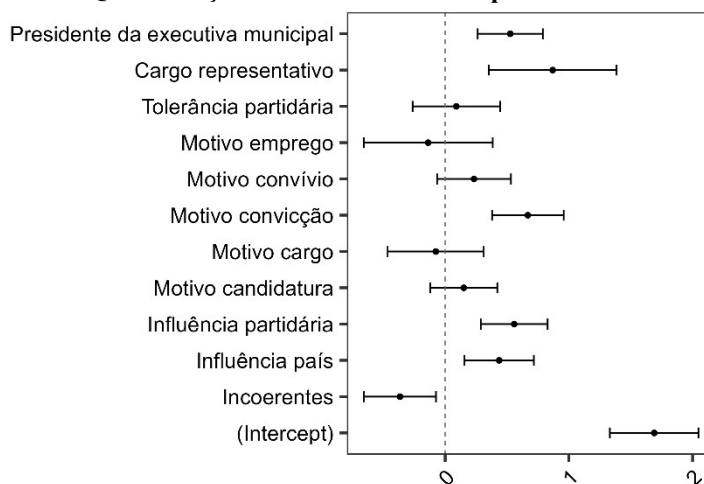 Presidente da executiva municipal
Cargo representativo
Tolerância partidária
Motivo emprego
Motivo convívio
Motivo convicção
Motivo cargo
Motivo candidatura
Influência partidária
Influência país
Incoerentes
(Intercept)
0 1 2